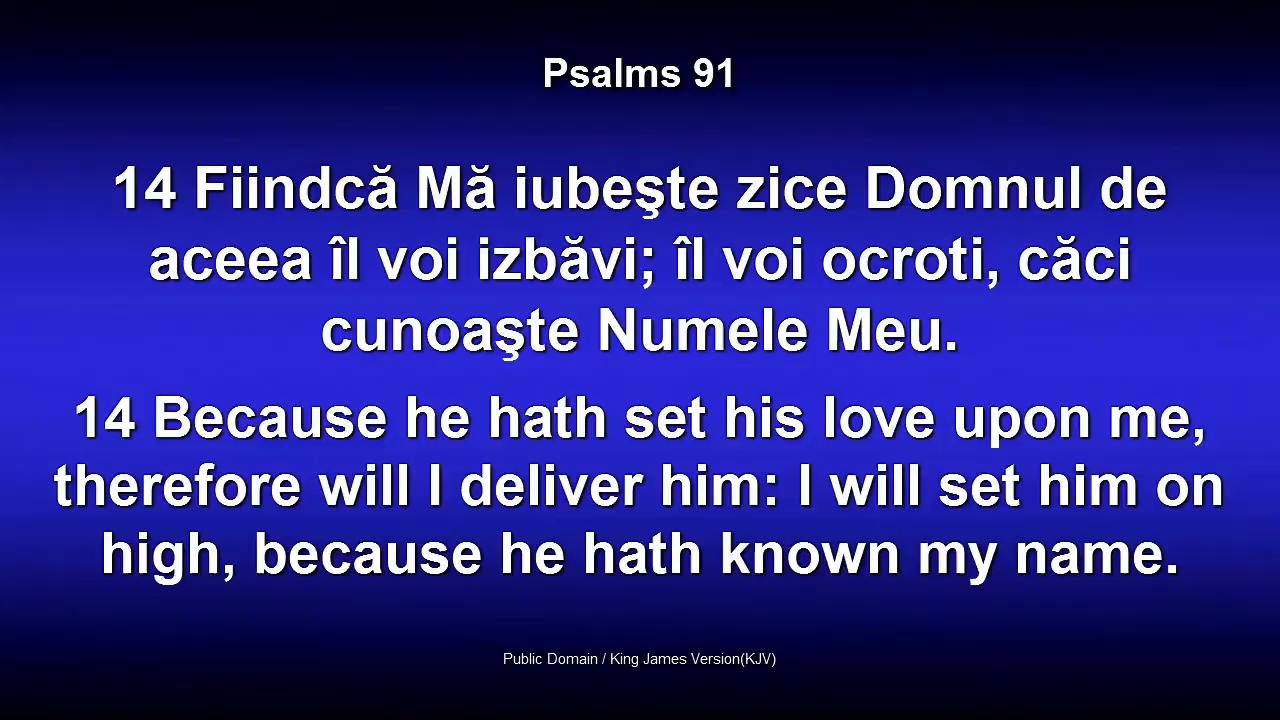 Psalms 91
14 Fiindcă Mă iubeşte zice Domnul de
aceea îl voi izbăvi; îl voi ocroti, căci
cunoaşte Numele Meu.
14 Because he hath set his love upon me,
therefore will I deliver him: I will set him on
high, because he hath known my name.
Public Domain / King James Version(KJV)